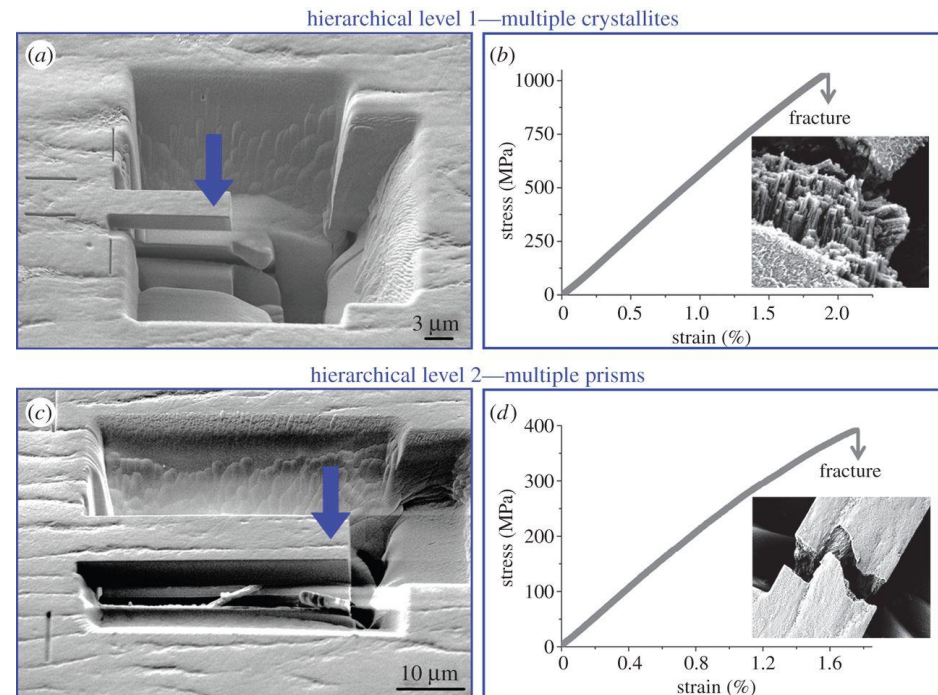 hierarchical level 1—multiple crystallites
(a)
3 μm
(b)
1000
750
500
250
0
stress (MPa)
fracture
0 0.5 1.0 1.5 2.0
strain (%)
hierarchical level 2—multiple prisms
(c)
10 μm
(d)
400
300
200
100
0
stress (MPa)
fracture
0 0.4 0.8 1.2 1.6
strain (%)